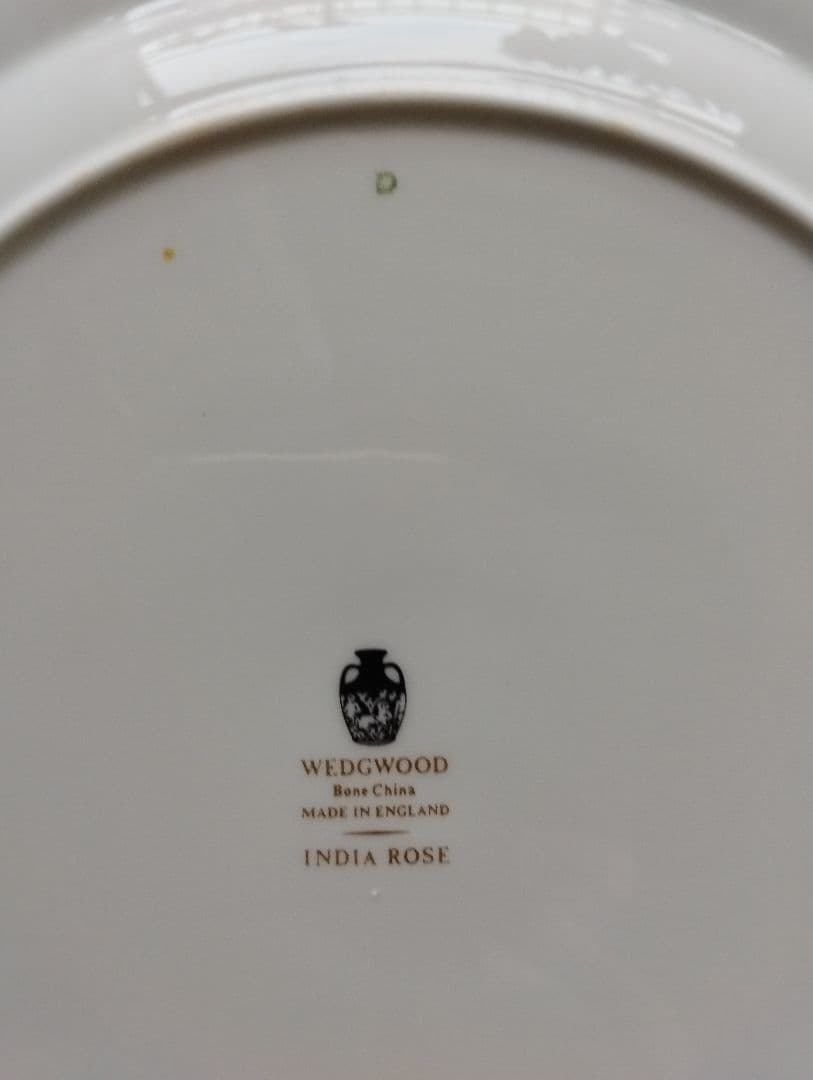 D
WEDGWOOD
Bone China
MADE IN ENGLAND
INDIA ROSE